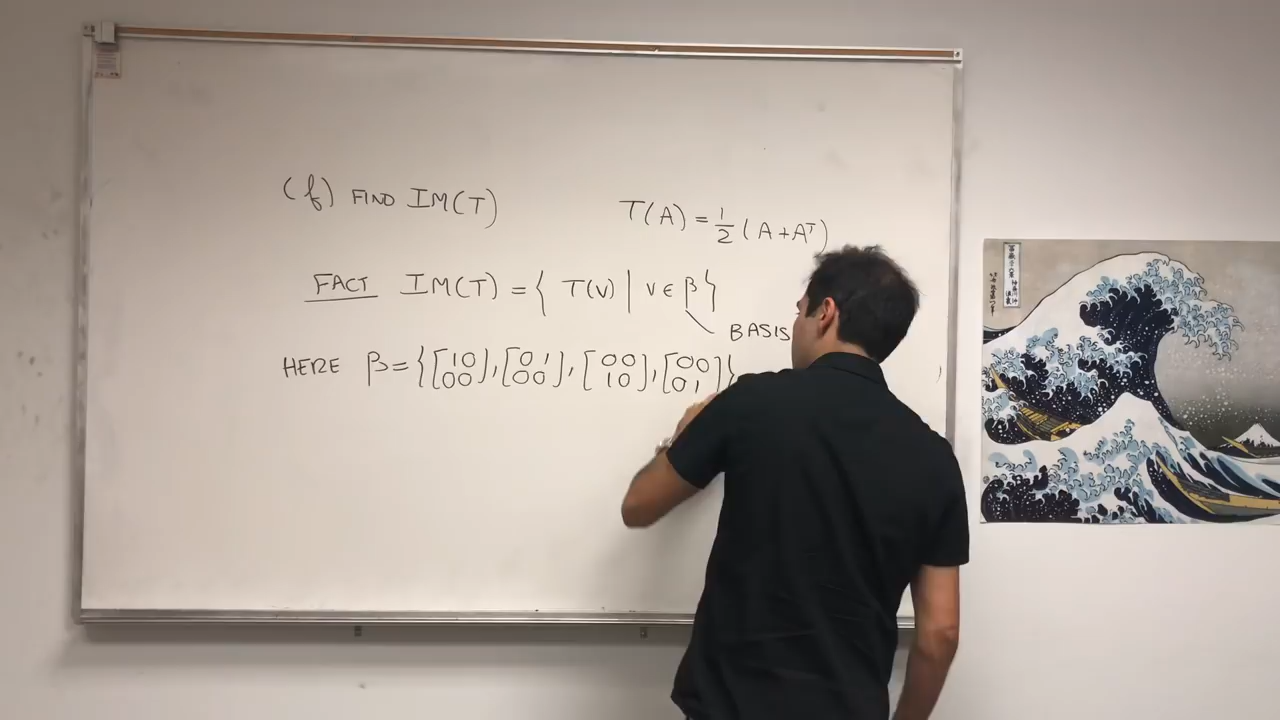 (f) FIND IM(T)
T(A) = 1/2 (A + Aᵀ)
FACT IM(T) = { T(v) | v ∈ β }
BASIS
HERE β = { [1 0 0 0], [0 1 0 0], [0 0 1 0], [0 0 0 1] }